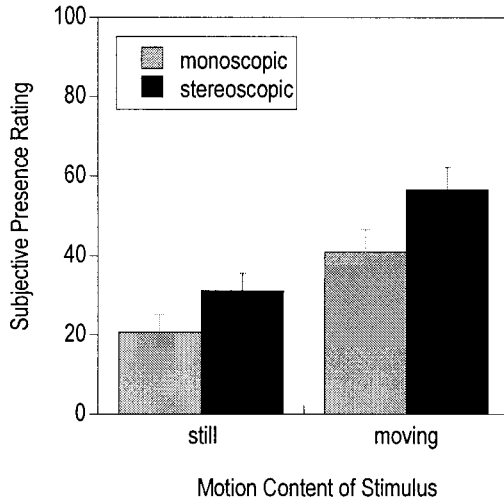 100
80
60
40
20
0
Subjective Presence Rating
monoscopic
stereoscopic
still moving
Motion Content of Stimulus